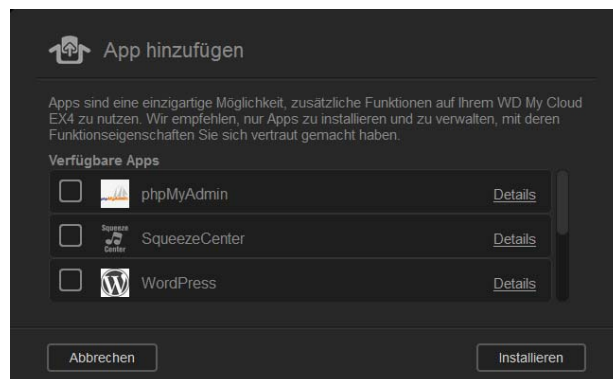 App hinzufügen
Apps sind eine einzigartige Möglichkeit, zusätzliche Funktionen auf Ihrem WD My Cloud
EX4 zu nutzen. Wir empfehlen, nur Apps zu installieren und zu verwalten, mit deren
Funktionseigenschaften Sie sich vertraut gemacht haben.
Verfügbare Apps
phpMyAdmin Details
Squeeze
Center
SqueezeCenter Details
WordPress Details
Abbrechen Installieren